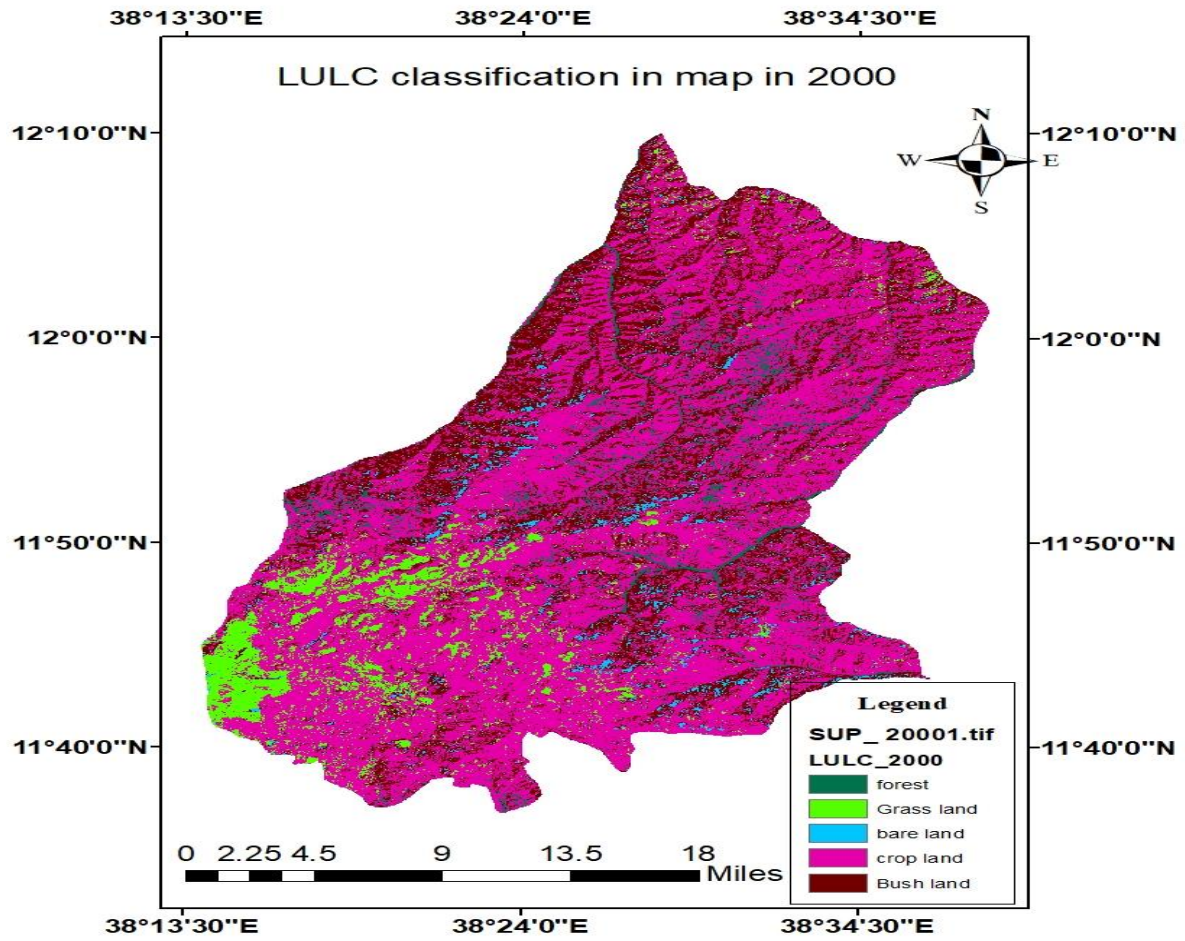 38°13'30"E 38°24'0"E 38°34'30"E
LULC classification in map in 2000
N
W E
S
12°10'0"N 12°10'0"N
12°0'0"N 12°0'0"N
11°50'0"N 11°50'0"N
11°40'0"N 11°40'0"N
Legend
SUP_ 20001.tif
LULC_2000
forest
Grass land
bare land
crop land
Bush land
0 2.25 4.5 9 13.5 18
Miles
38°13'30"E 38°24'0"E 38°34'30"E